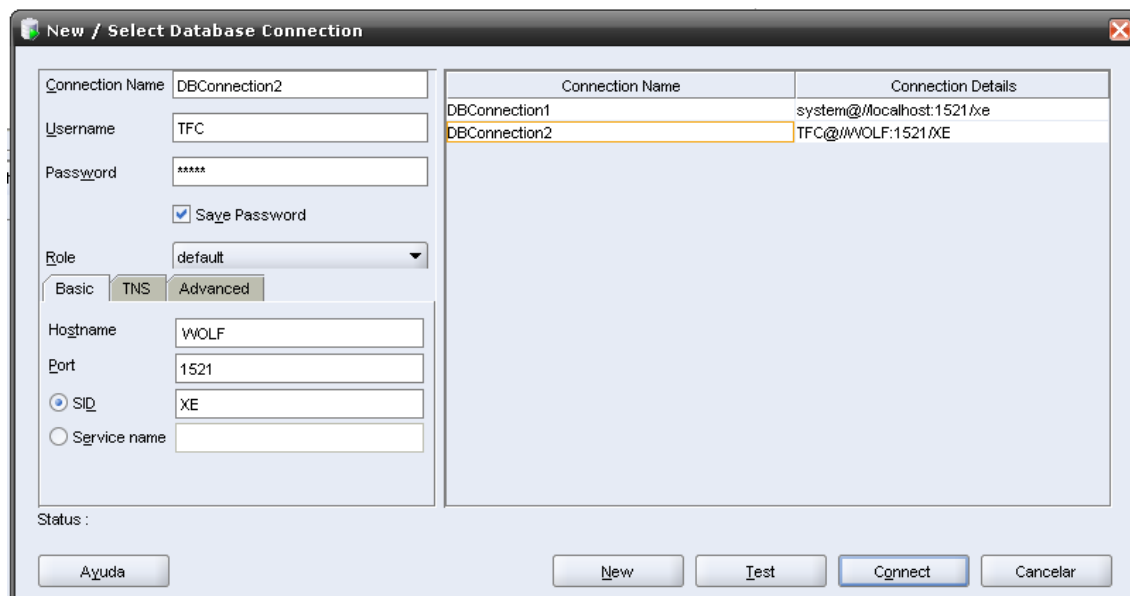 New / Select Database Connection
Connection Name DBConnection2
Username TFC
Password *****
Save Password
Role default
Basic TNS Advanced
Hostname WOLF
Port 1521
SID XE
Service name
Connection Name Connection Details
DBConnection1 system@//localhost:1521/xe
DBConnection2 TFC@//WOLF:1521/XE
Status :
Ayuda New Test Connect Cancelar